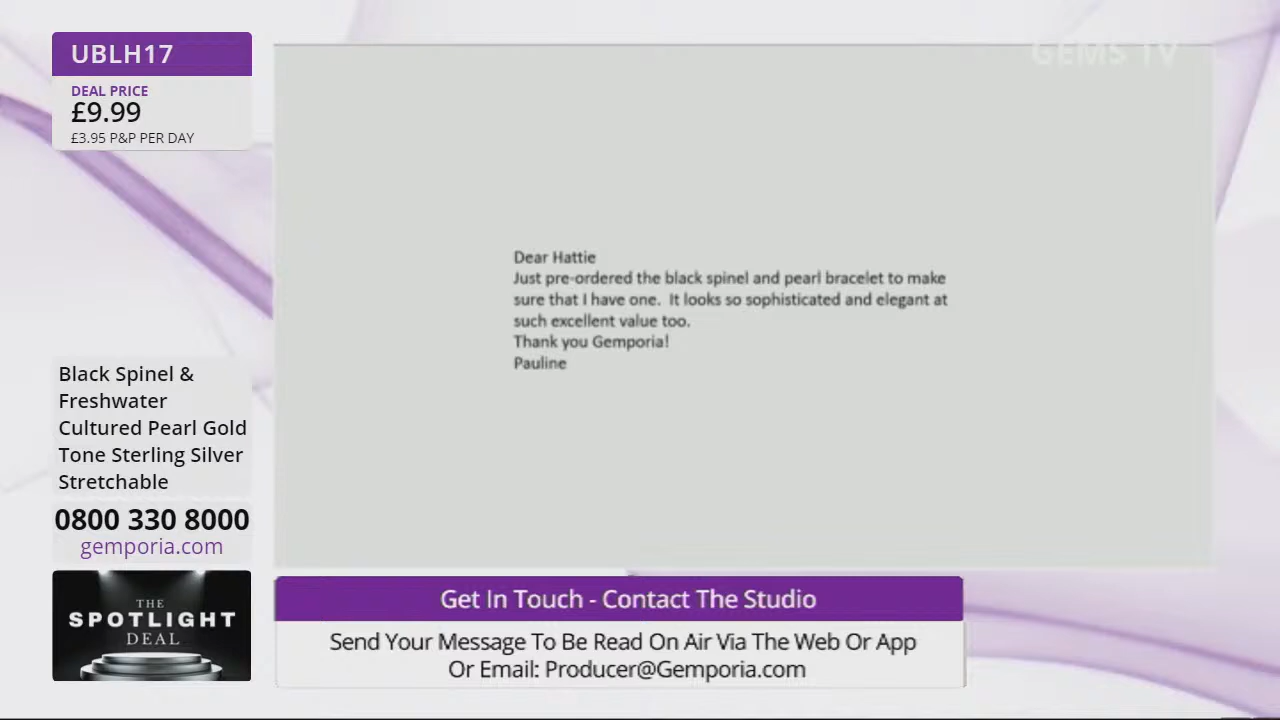 UBLH17
DEAL PRICE
£9.99
£3.95 P&P PER DAY
GEMS TV
Dear Hattie
Just pre-ordered the black spinel and pearl bracelet to make
sure that I have one.  It looks so sophisticated and elegant at
such excellent value too.
Thank you Gemporia!
Pauline
Black Spinel &
Freshwater
Cultured Pearl Gold
Tone Sterling Silver
Stretchable
0800 330 8000
gemporia.com
THE
SPOTLIGHT
DEAL
Get In Touch - Contact The Studio
Send Your Message To Be Read On Air Via The Web Or App
Or Email: Producer@Gemporia.com